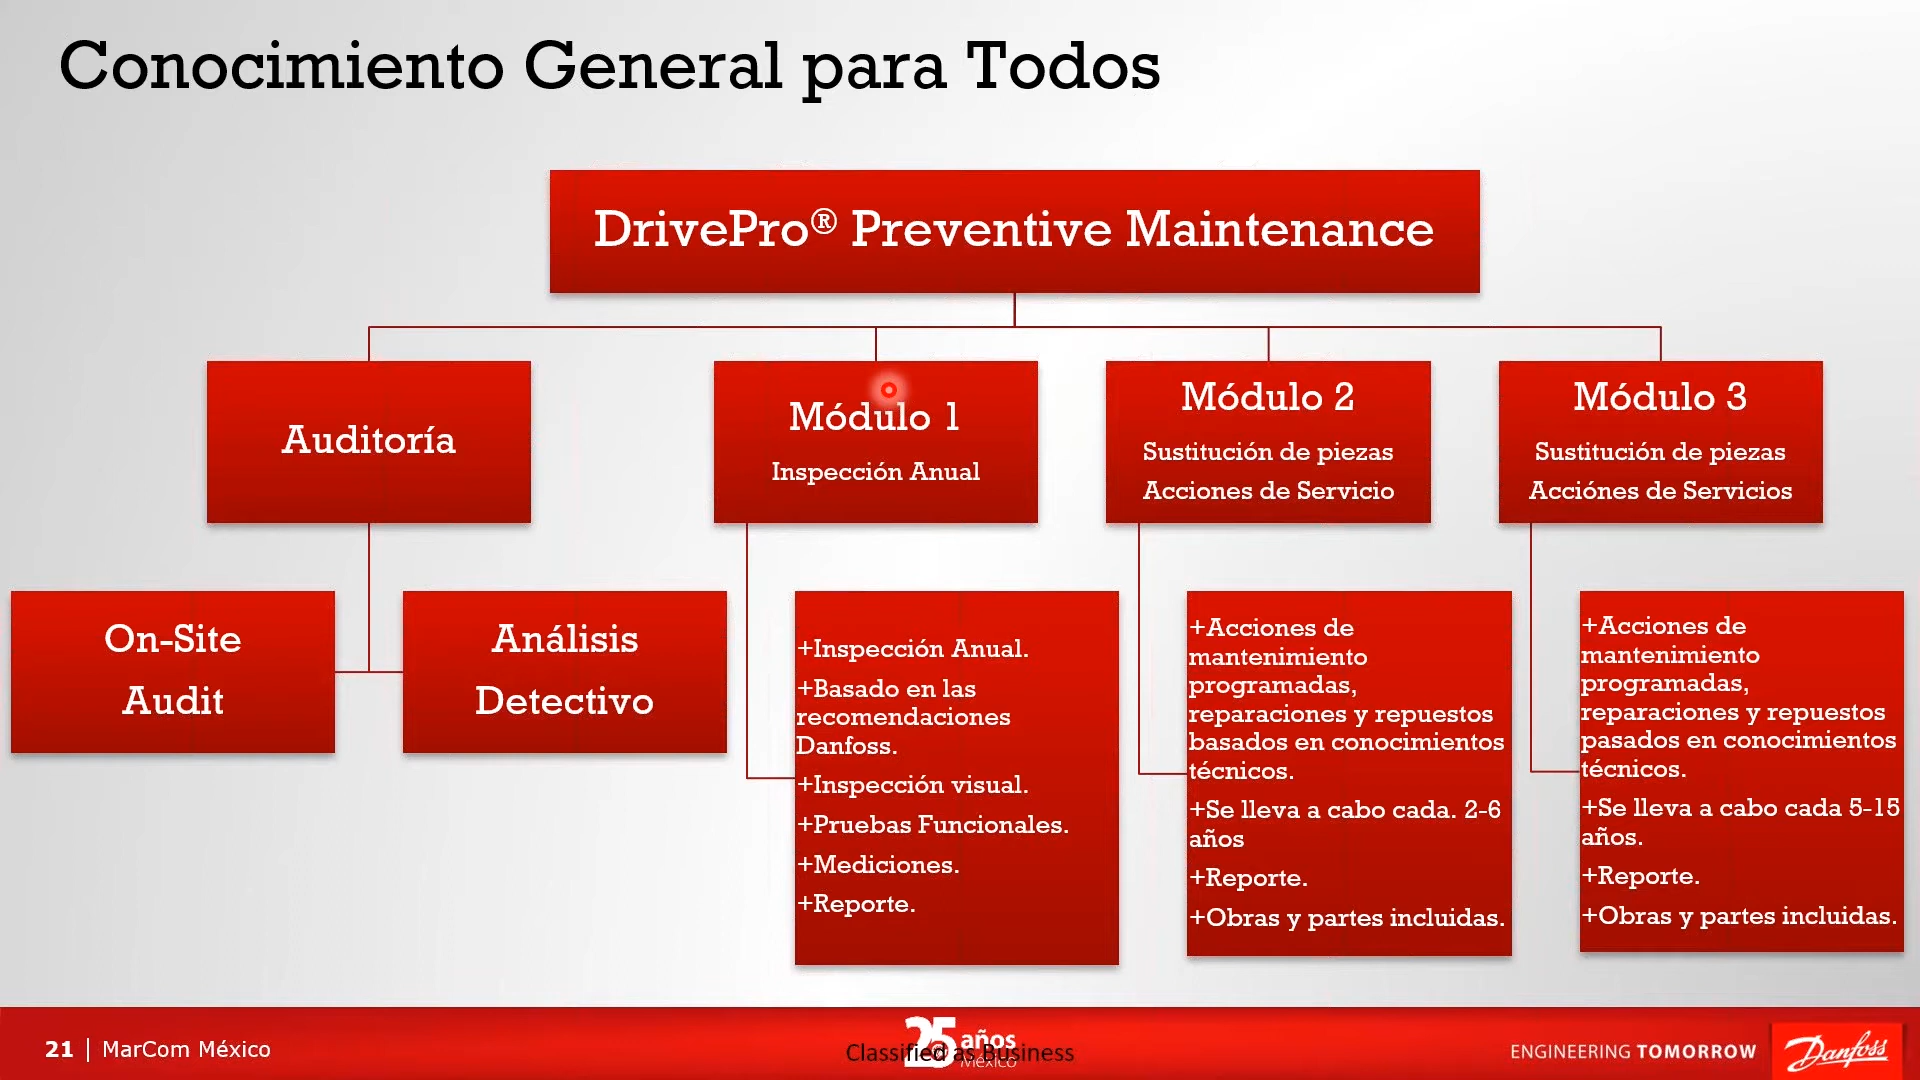 Conocimiento General para Todos
DrivePro® Preventive Maintenance
Auditoría
Módulo 1
Inspección Anual
Módulo 2
Sustitución de piezas
Acciones de Servicio
Módulo 3
Sustitución de piezas
Acciónes de Servicios
On-Site
Audit
Análisis
Detectivo
+Inspección Anual.
+Basado en las
recomendaciones
Danfoss.
+Inspección visual.
+Pruebas Funcionales.
+Mediciones.
+Reporte.
+Acciones de
mantenimiento
programadas,
reparaciones y repuestos
basados en conocimientos
técnicos.
+Se lleva a cabo cada. 2-6
años
+Reporte.
+Obras y partes incluidas.
+Acciones de
mantenimiento
programadas,
reparaciones y repuestos
pasados en conocimientos
técnicos.
+Se lleva a cabo cada 5-15
años.
+Reporte.
+Obras y partes incluidas.
21 | MarCom México
25 años
México
Classified as Business
ENGINEERING TOMORROW
Danfoss